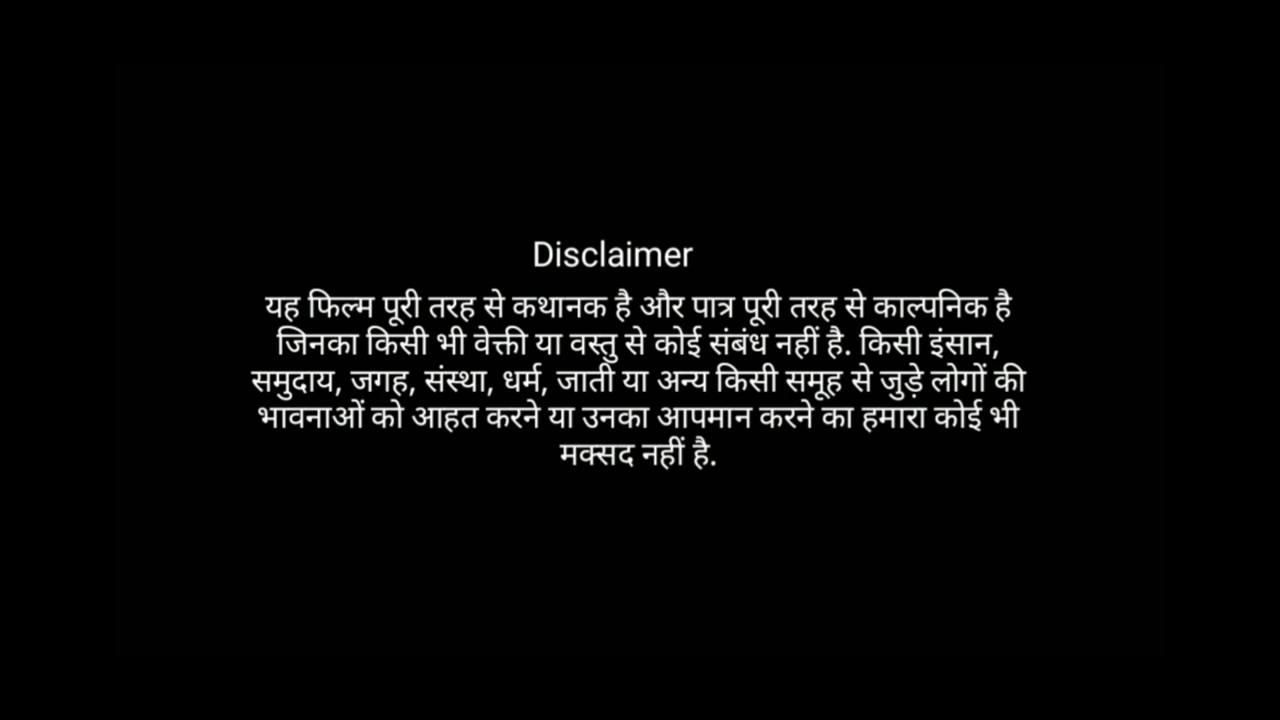 Disclaimer
यह फिल्म पूरी तरह से कथानक है और पात्र पूरी तरह से काल्पनिक है
जिनका किसी भी वेक्ती या वस्तु से कोई संबंध नहीं है. किसी इंसान,
समुदाय, जगह, संस्था, धर्म, जाती या अन्य किसी समूह से जुड़े लोगों की
भावनाओं को आहत करने या उनका आपमान करने का हमारा कोई भी
मक्सद नहीं है.